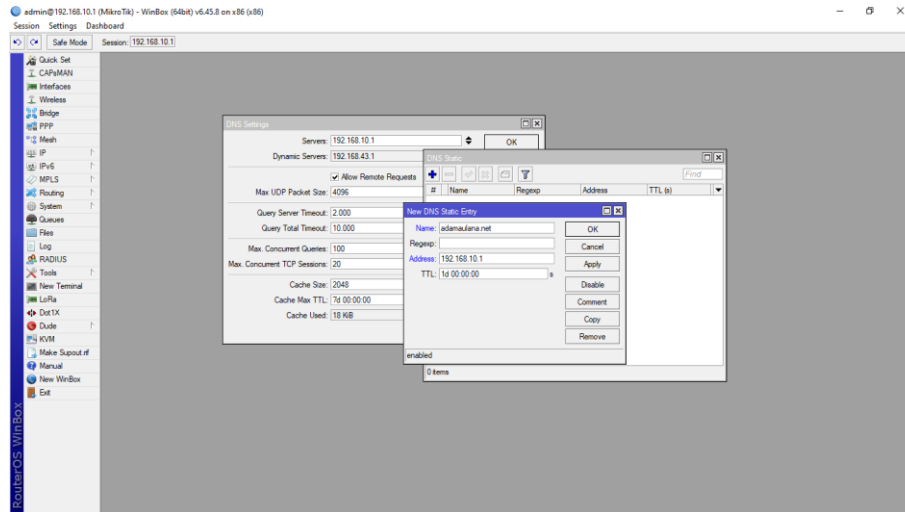 admin@192.168.10.1 (MikroTik) - WinBox (64bit) v6.45.8 on x86 (x86)
Session Settings Dashboard
Safe Mode Session: 192.168.10.1
Quick Set
CAPsMAN
Interfaces
Wireless
Bridge
PPP
Mesh
IP
IPv6
MPLS
Routing
System
Queues
Files
Log
RADIUS
Tools
New Terminal
LoRa
Dot1X
Dude
KVM
Make Supout.rif
Manual
New WinBox
Exit
RouterOS WinBox
DNS Settings
Servers: 192.168.10.1
OK
Dynamic Servers: 192.168.43.1
Allow Remote Requests
Max UDP Packet Size: 4096
Query Server Timeout: 2.000
Query Total Timeout: 10.000
Max. Concurrent Queries: 100
Max. Concurrent TCP Sessions: 20
Cache Size: 2048
Cache Max TTL: 7d 00:00:00
Cache Used: 18 KiB
DNS Static
Find
# Name Regexp Address TTL (s)
0 items
New DNS Static Entry
Name: adamaulana.net
Regexp:
Address: 192.168.10.1
TTL: 1d 00:00:00 s
OK
Cancel
Apply
Disable
Comment
Copy
Remove
enabled